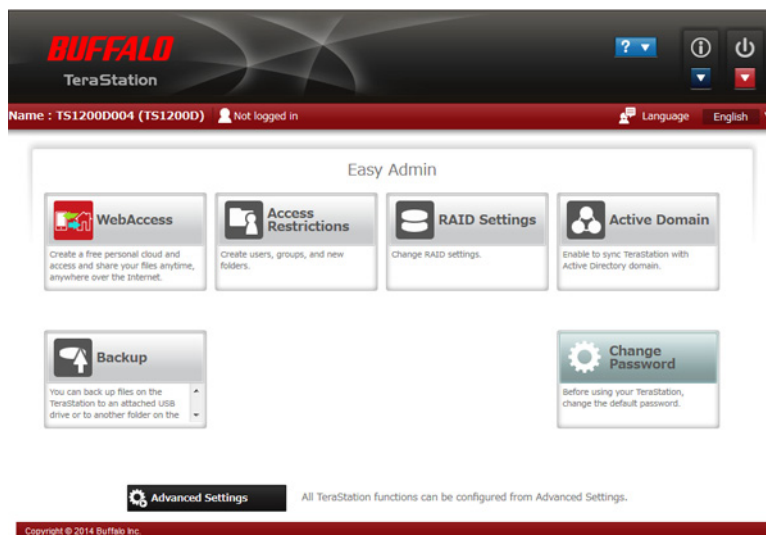 BUFFALO
TeraStation
?
Name : TS1200D004 (TS1200D)
Not logged in
Language
English
Easy Admin
WebAccess
Create a free personal cloud and
access and share your files anytime,
anywhere over the Internet.
Access
Restrictions
Create users, groups, and new
folders.
RAID Settings
Change RAID settings.
Active Domain
Enable to sync TeraStation with
Active Directory domain.
Backup
You can back up files on the
TeraStation to an attached USB
drive or to another folder on the
Change
Password
Before using your TeraStation,
change the default password.
Advanced Settings
All TeraStation functions can be configured from Advanced Settings.
Copyright © 2014 Buffalo Inc.